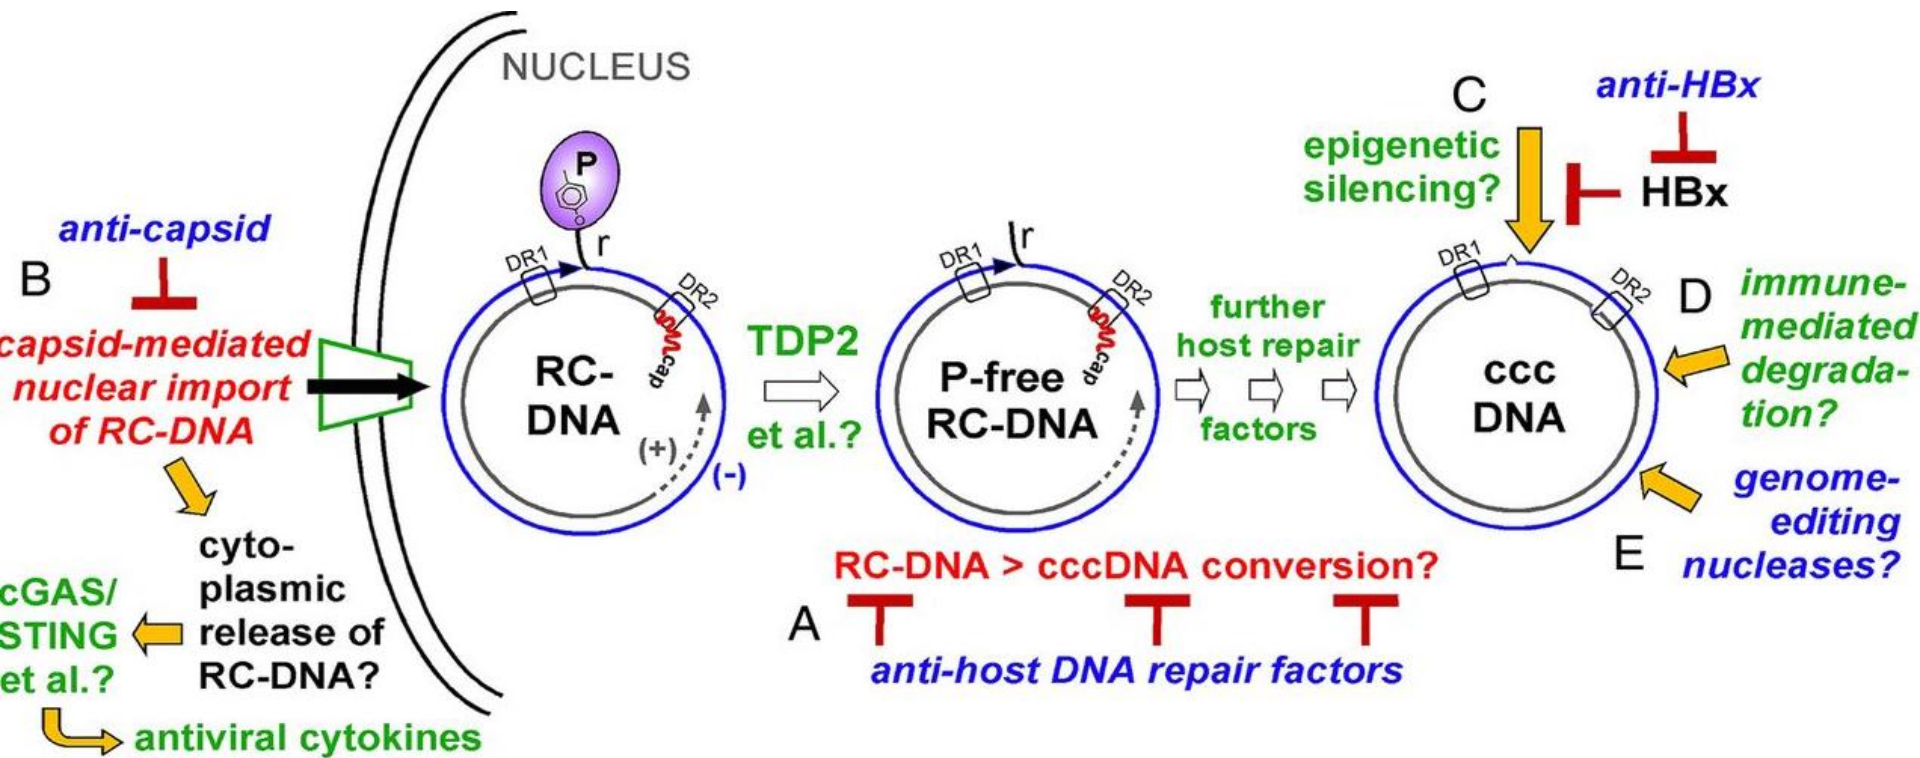 NUCLEUS
anti-capsid
B
capsid-mediated
nuclear import
of RC-DNA
cyto-
plasmic
release of
RC-DNA?
cGAS/
STING
et al.?
antiviral cytokines
P
r
DR1
DR2
cap
RC-
DNA
(+)
(-)
TDP2
et al.?
r
DR1
DR2
cap
P-free
RC-DNA
further
host repair
factors
RC-DNA > cccDNA conversion?
A
anti-host DNA repair factors
C
epigenetic
silencing?
anti-HBx
HBx
DR1
DR2
ccc
DNA
D
immune-
mediated
degrada-
tion?
E
genome-
editing
nucleases?